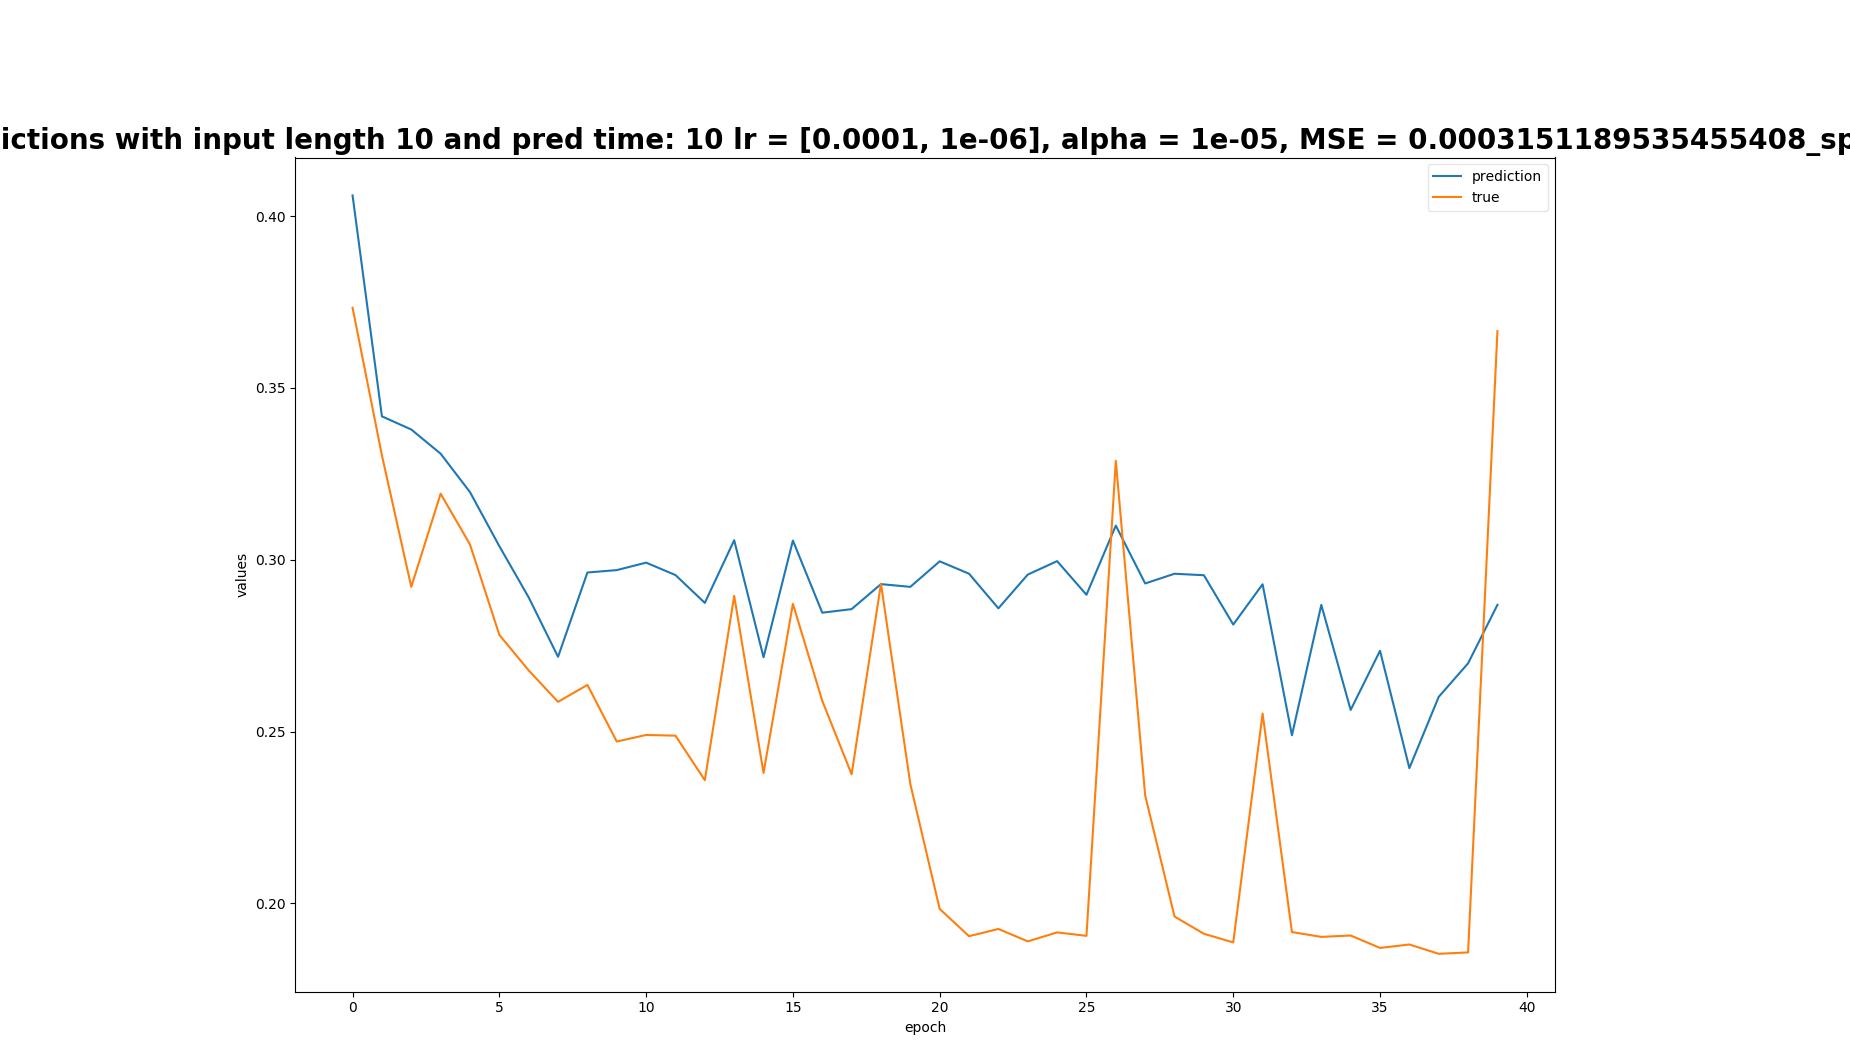 ictions with input length 10 and pred time: 10 lr = [0.0001, 1e-06], alpha = 1e-05, MSE = 0.0003151189535455408_sp
prediction
true
0.40
0.35
0.30
0.25
0.20
values
0 5 10 15 20 25 30 35 40
epoch